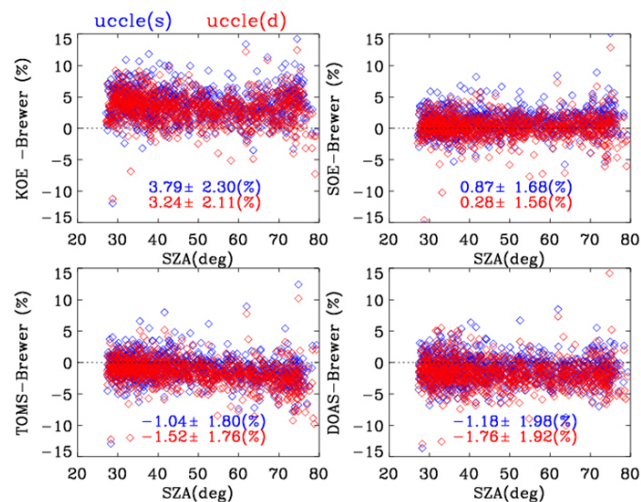 uccle(s) uccle(d)
15
10
5
0
-5
-10
-15
KOE -Brewer (%)
3.79± 2.30(%)
3.24± 2.11(%)
20 30 40 50 60 70 80
SZA(deg)
15
10
5
0
-5
-10
-15
SOE-Brewer (%)
0.87± 1.68(%)
0.28± 1.56(%)
20 30 40 50 60 70 80
SZA(deg)
15
10
5
0
-5
-10
-15
TOMS-Brewer (%)
-1.04± 1.80(%)
-1.52± 1.76(%)
20 30 40 50 60 70 80
SZA(deg)
15
10
5
0
-5
-10
-15
DOAS-Brewer (%)
-1.18± 1.98(%)
-1.76± 1.92(%)
20 30 40 50 60 70 80
SZA(deg)